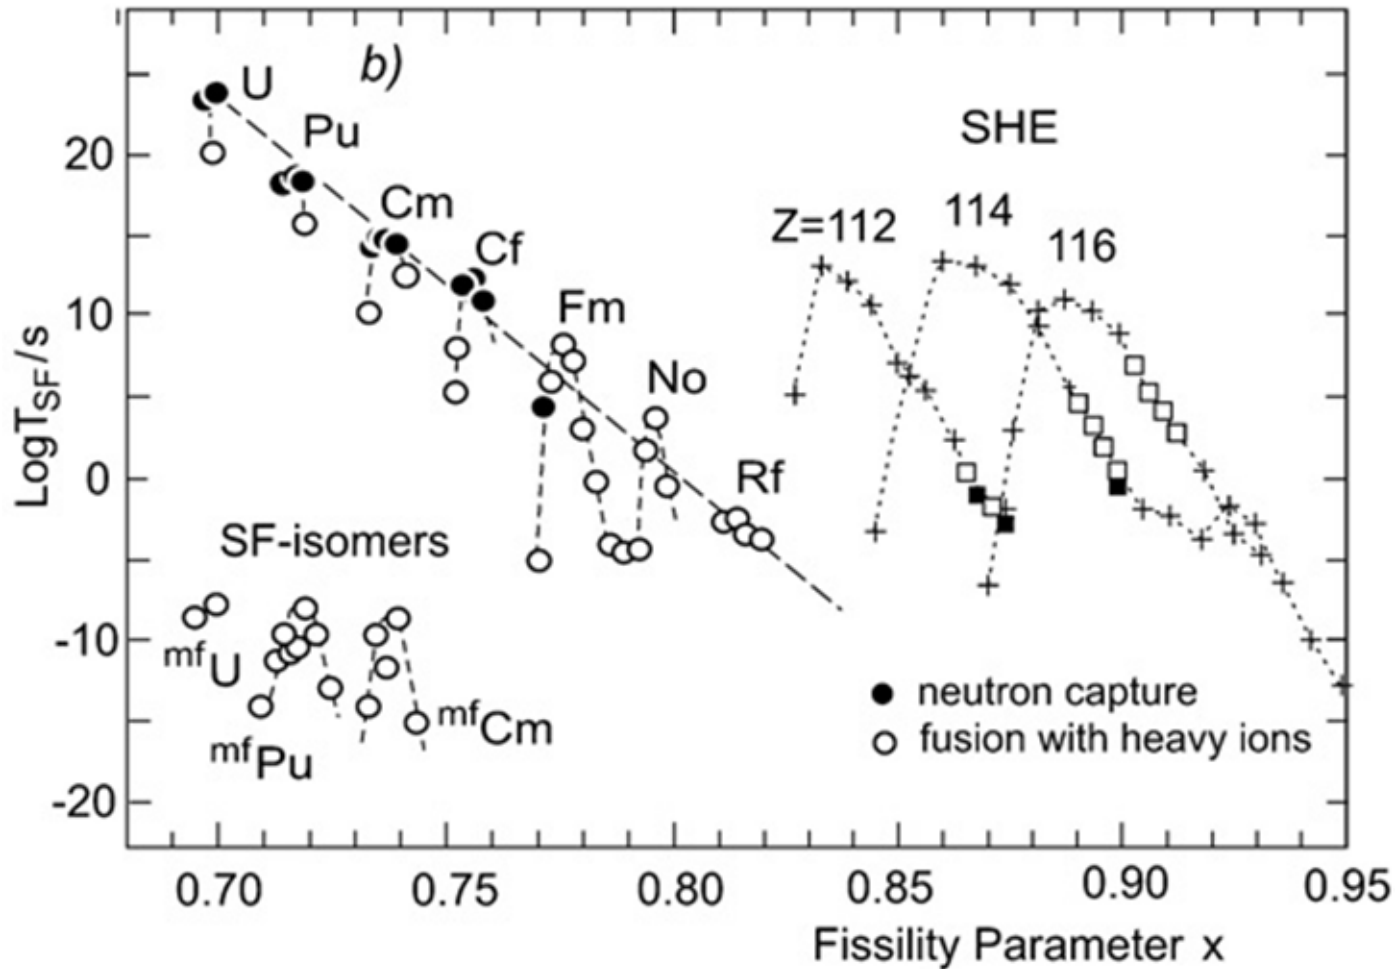 b)
U
Pu
Cm
Cf
Fm
No
Rf
SHE
Z=112
114
116
SF-isomers
mfU
mfPu
mfCm
neutron capture
fusion with heavy ions
LogTSF/s
20
10
0
-10
-20
0.70
0.75
0.80
0.85
0.90
0.95
Fissility Parameter x